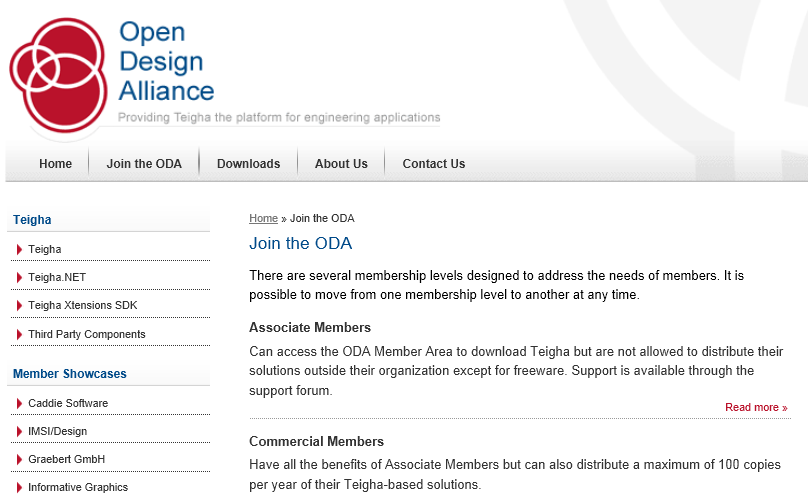 Open
Design
Alliance
Providing Teigha the platform for engineering applications
Home Join the ODA Downloads About Us Contact Us
Teigha
Teigha
Teigha.NET
Teigha Xtensions SDK
Third Party Components
Member Showcases
Caddie Software
IMSI/Design
Graebert GmbH
Informative Graphics
Home » Join the ODA
Join the ODA
There are several membership levels designed to address the needs of members. It is
possible to move from one membership level to another at any time.
Associate Members
Can access the ODA Member Area to download Teigha but are not allowed to distribute their
solutions outside their organization except for freeware. Support is available through the
support forum.
Read more »
Commercial Members
Have all the benefits of Associate Members but can also distribute a maximum of 100 copies
per year of their Teigha-based solutions.